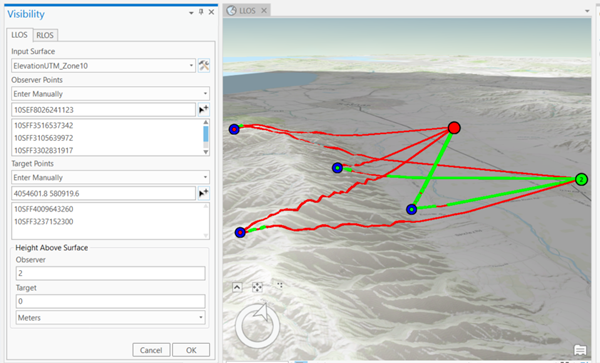 Visibility
LLOS RLOS
Input Surface
ElevationUTM_Zone10
Observer Points
Enter Manually
10SEF8026241123
10SFF3516537342
10SFF3105639972
10SFF3302831917
Target Points
Enter Manually
4054601.8 580919.6
10SFF4009643260
10SFF3237152300
Height Above Surface
Observer
2
Target
0
Meters
Cancel OK
LLOS
2